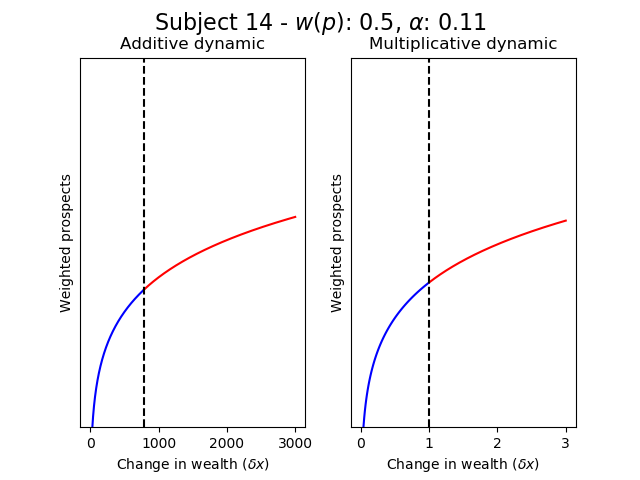 Subject 14 - w(p): 0.5, α: 0.11
Additive dynamic
Weighted prospects
0 1000 2000 3000
Change in wealth (δx)
Multiplicative dynamic
Weighted prospects
0 1 2 3
Change in wealth (δx)